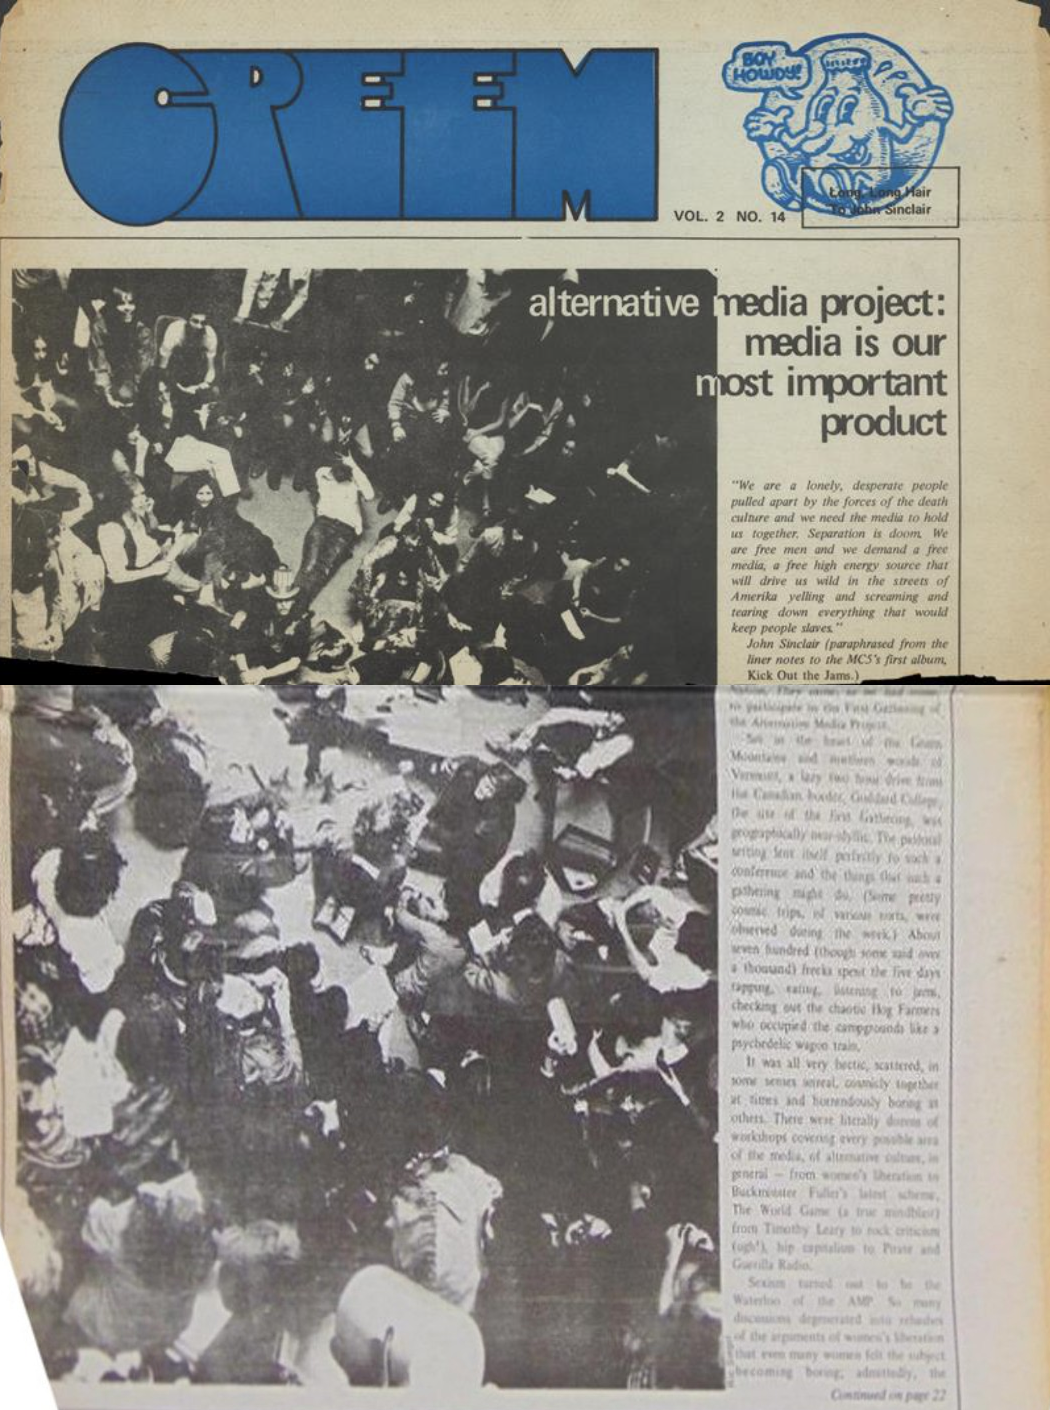 CREEM
BOY
HOWDY!
VOL. 2 NO. 14
Long, Long Hair
To John Sinclair
alternative media project:
media is our
most important
product
"We are a lonely, desperate people
pulled apart by the forces of the death
culture and we need the media to hold
us together. Separation is doom. We
are free men and we demand a free
media, a free high energy source that
will drive us wild in the streets of
Amerika yelling and screaming and
tearing down everything that would
keep people slaves."
John Sinclair (paraphrased from the
liner notes to the MC5's first album,
Kick Out the Jams.)
to participate in the First Gathering of
the Alternative Media Project.
Set in the heart of the Green
Mountains and northern woods of
Vermont, a lazy two hour drive from
the Canadian border, Goddard College,
the site of the first Gathering, was
geographically near-idyllic. The pastoral
setting lent itself perfectly to such a
conference and the things that such a
gathering might do. (Some pretty
cosmic trips, of various sorts, were
observed during the week.) About
seven hundred (though some said over
a thousand) freeks spent the five days
rapping, eating, listening to jams,
checking out the chaotic Hog Farmers
who occupied the campgrounds like a
psychedelic wagon train.
It was all very hectic, scattered, in
some senses unreal, cosmicly together
at times and horrendously boring at
others. There were literally dozens of
workshops covering every possible area
of the media, of alternative culture, in
general — from women's liberation to
Buckminster Fuller's latest scheme,
The World Game (a true mindblast)
from Timothy Leary to rock criticism
(ugh!), hip capitalism to Pirate and
Guerilla Radio.
Sexism turned out to be the
Waterloo of the AMP. So many
discussions degenerated into rehashes
of the arguments of women's liberation
that even many women felt the subject
becoming boring; admittedly, the
Continued on page 22